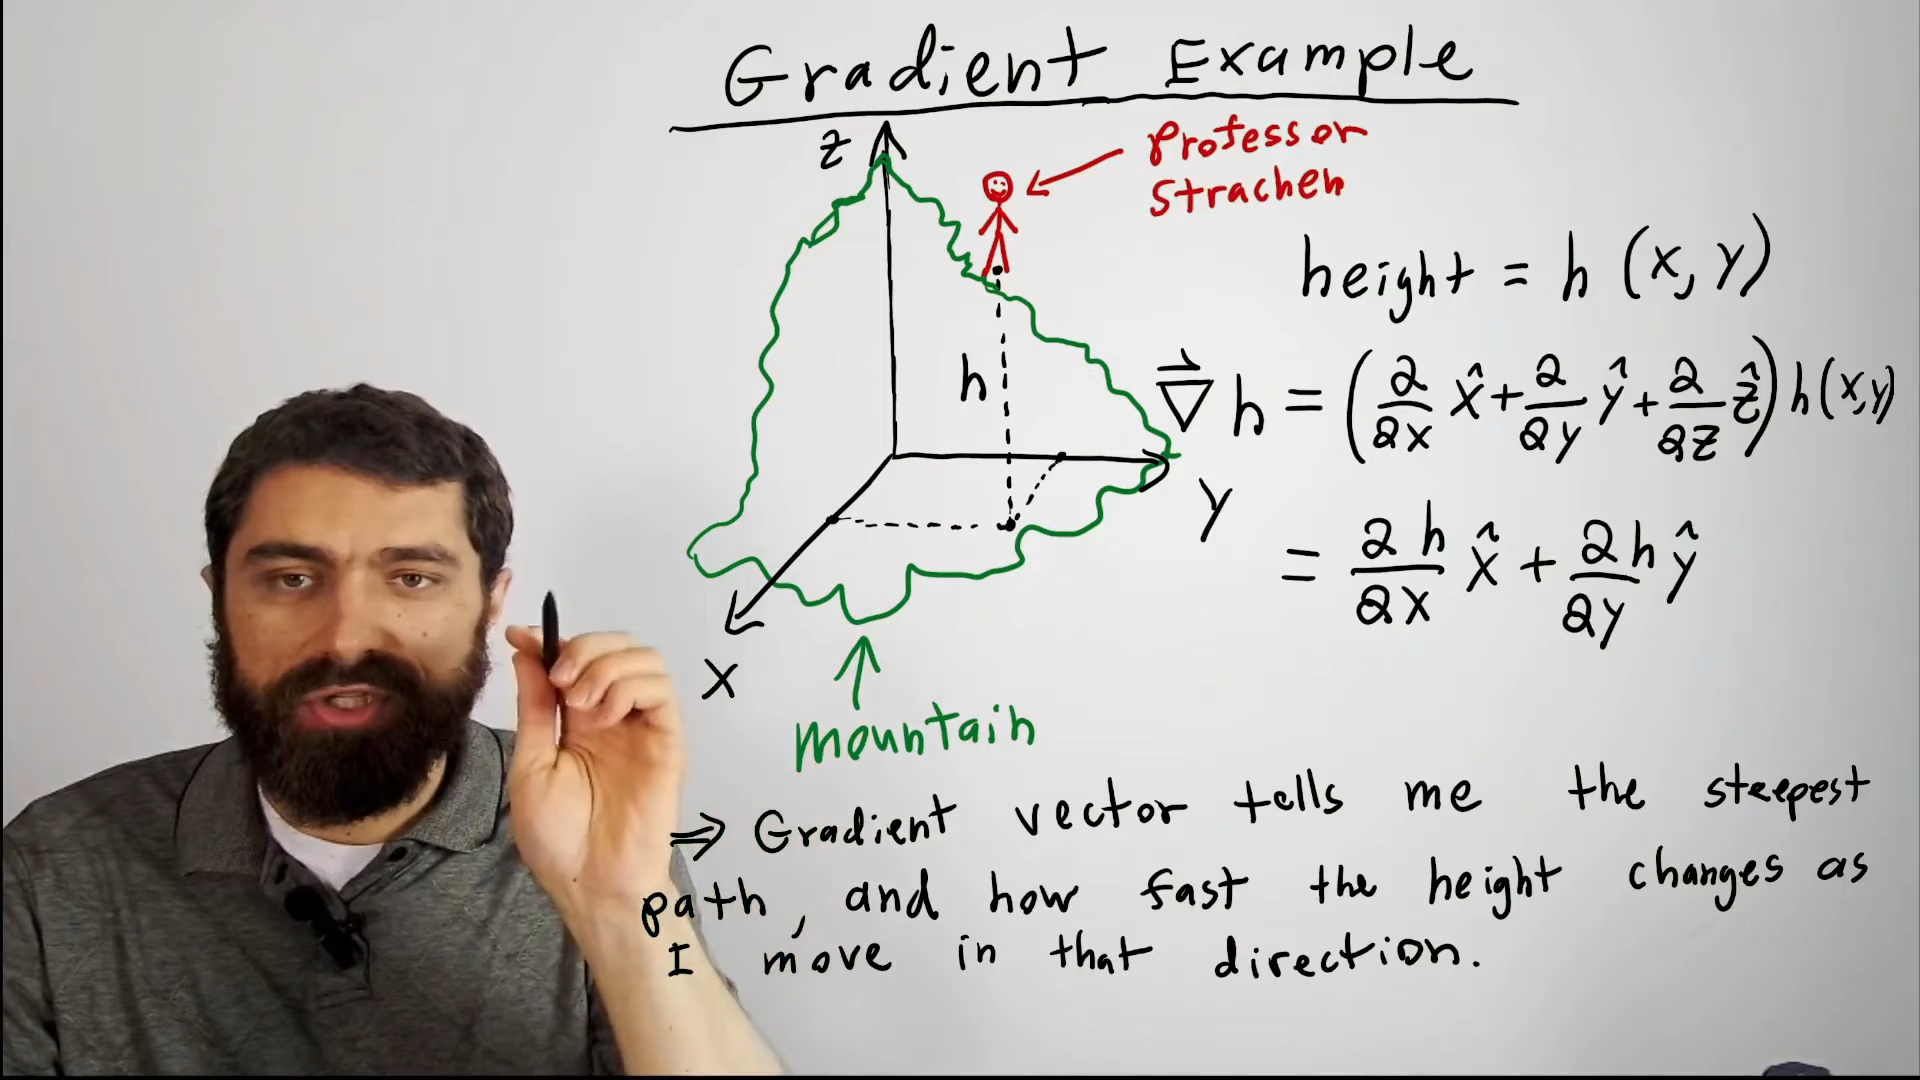 Gradient Example
z
Professor
Strachen
height = h (x, y)
h
∇⃗ h = (∂/∂x x̂ + ∂/∂y ŷ + ∂/∂z ẑ) h(x,y)
y
= ∂h/∂x x̂ + ∂h/∂y ŷ
x
mountain
⇒ Gradient vector tells me the steepest
path, and how fast the height changes as
I move in that direction.